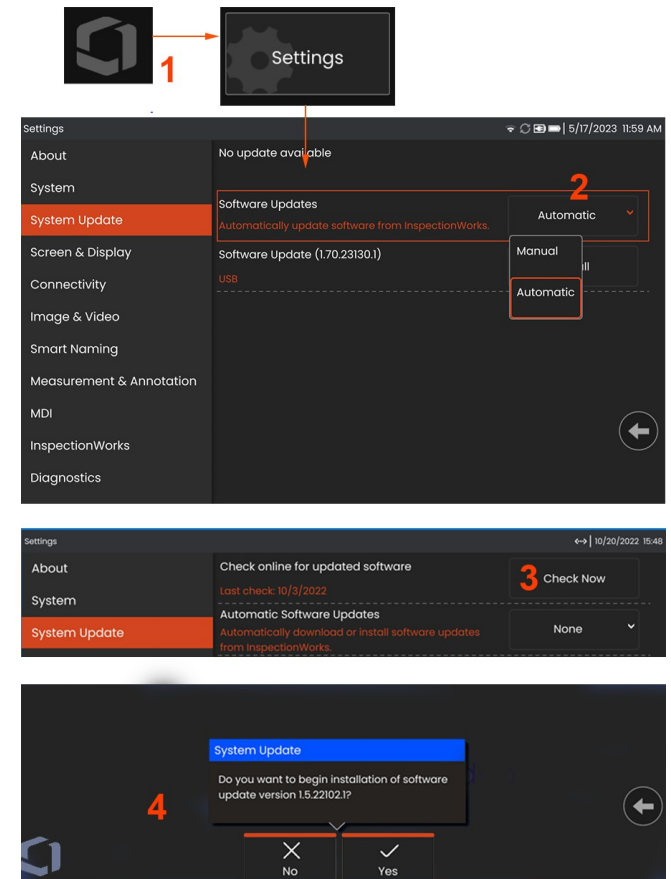 1
Settings
Settings
5/17/2023 11:59 AM
About
No update available
System
2
Software Updates
Automatic
System Update
Automatically update software from InspectionWorks.
Screen & Display
Software Update (1.70.23130.1)
Manual
USB
Connectivity
Automatic
Image & Video
Smart Naming
Measurement & Annotation
MDI
InspectionWorks
Diagnostics
Settings
10/20/2022 15:48
About
Check online for updated software
3
Check Now
Last check: 10/3/2022
System
Automatic Software Updates
System Update
Automatically download or install software updates
None
from InspectionWorks.
System Update
Do you want to begin installation of software
update version 1.5.22102.1?
4
No
Yes